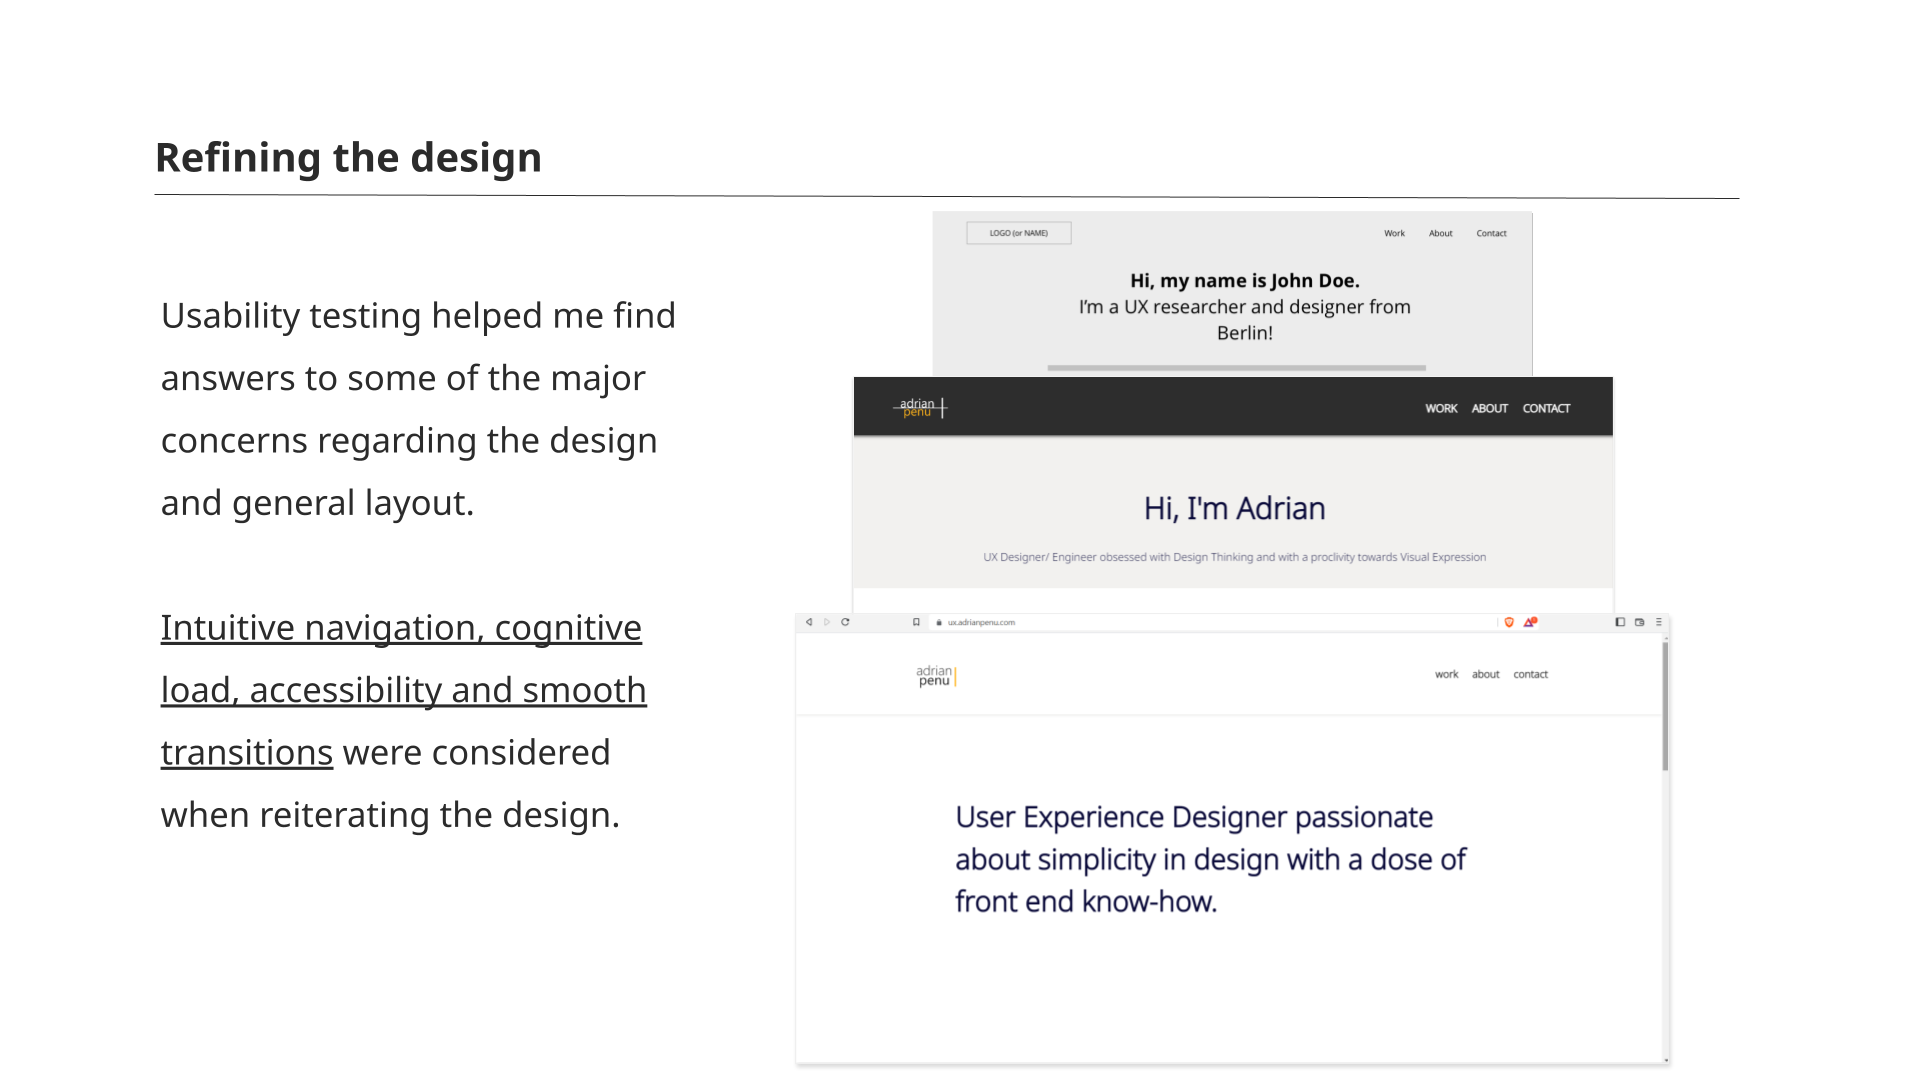 Refining the design
Usability testing helped me find
answers to some of the major
concerns regarding the design
and general layout.
Intuitive navigation, cognitive
load, accessibility and smooth
transitions were considered
when reiterating the design.
LOGO (or NAME)
Work About Contact
Hi, my name is John Doe.
I'm a UX researcher and designer from
Berlin!
adrian
penu
WORK ABOUT CONTACT
Hi, I'm Adrian
UX Designer/ Engineer obsessed with Design Thinking and with a proclivity towards Visual Expression
ux.adrianpenu.com
adrian
penu
work about contact
User Experience Designer passionate
about simplicity in design with a dose of
front end know-how.